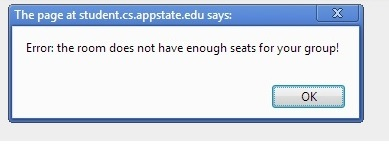 The page at student.cs.appstate.edu says:
Error: the room does not have enough seats for your group!
OK